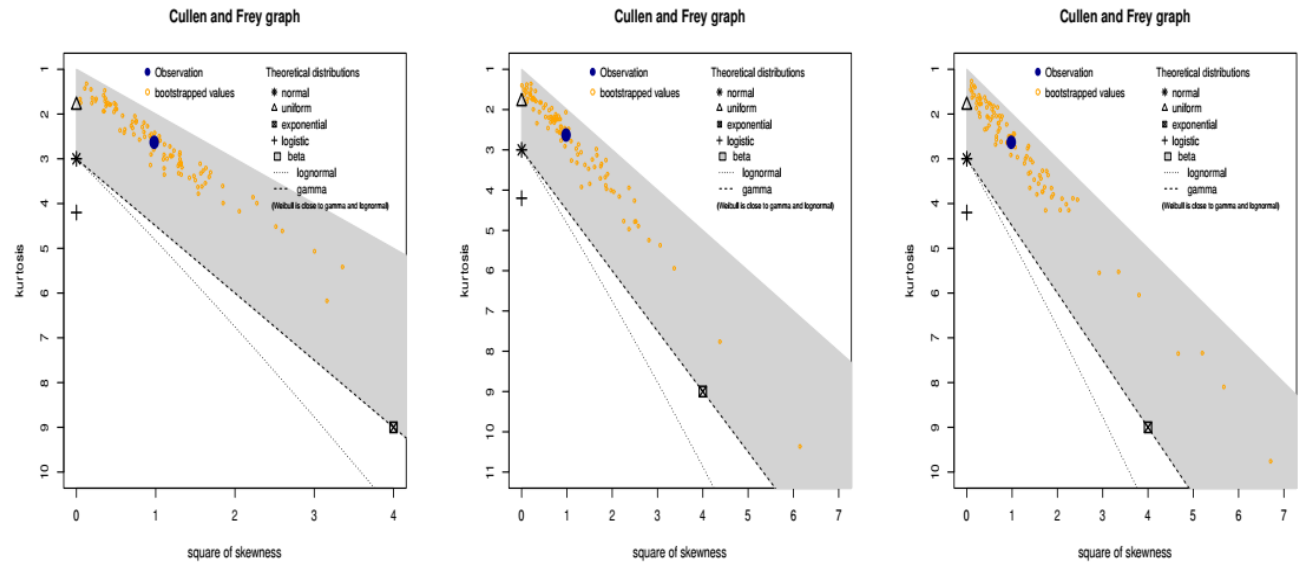 Cullen and Frey graph
Observation
bootstrapped values
Theoretical distributions
normal
uniform
exponential
logistic
beta
lognormal
gamma
(Weibull is close to gamma and lognormal)
kurtosis
1
2
3
4
5
6
7
8
9
10
0 1 2 3 4
square of skewness
Cullen and Frey graph
Observation
bootstrapped values
Theoretical distributions
normal
uniform
exponential
logistic
beta
lognormal
gamma
(Weibull is close to gamma and lognormal)
kurtosis
1
2
3
4
5
6
7
8
9
10
11
0 1 2 3 4 5 6 7
square of skewness
Cullen and Frey graph
Observation
bootstrapped values
Theoretical distributions
normal
uniform
exponential
logistic
beta
lognormal
gamma
(Weibull is close to gamma and lognormal)
kurtosis
1
2
3
4
5
6
7
8
9
10
0 1 2 3 4 5 6 7
square of skewness